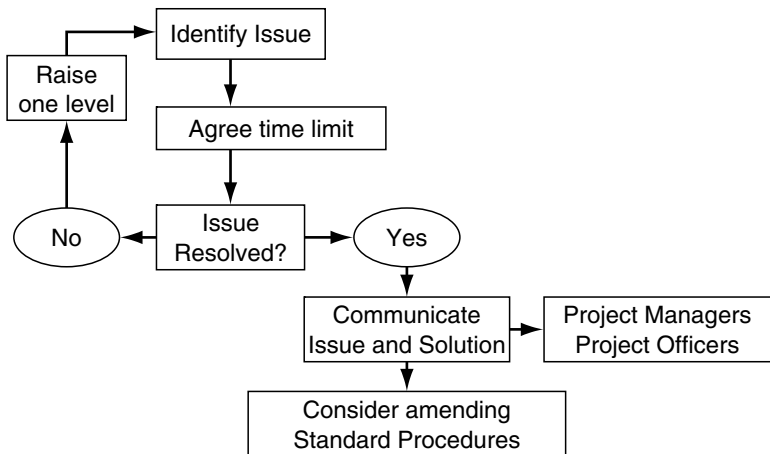 Identify Issue
Raise
one level
Agree time limit
No
Issue
Resolved?
Yes
Communicate
Issue and Solution
Project Managers
Project Officers
Consider amending
Standard Procedures